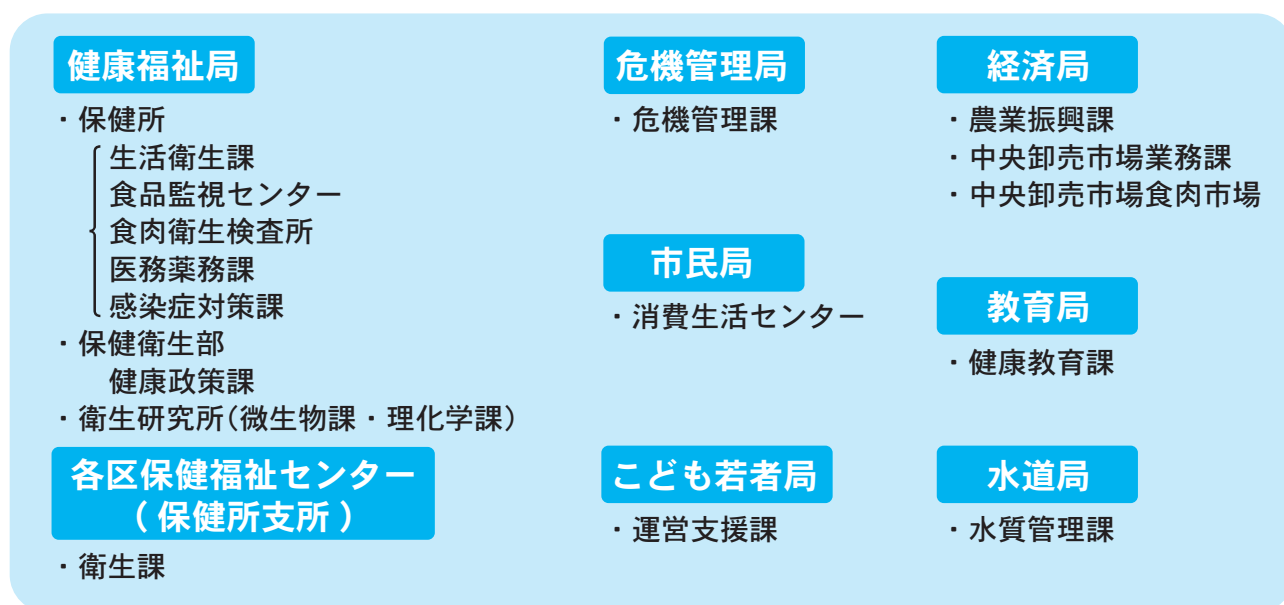 健康福祉局
・保健所
生活衛生課
食品監視センター
食肉衛生検査所
医務薬務課
感染症対策課
・保健衛生部
健康政策課
・衛生研究所(微生物課・理化学課)
各区保健福祉センター
(保健所支所)
・衛生課
危機管理局
・危機管理課
市民局
・消費生活センター
こども若者局
・運営支援課
経済局
・農業振興課
・中央卸売市場業務課
・中央卸売市場食肉市場
教育局
・健康教育課
水道局
・水質管理課